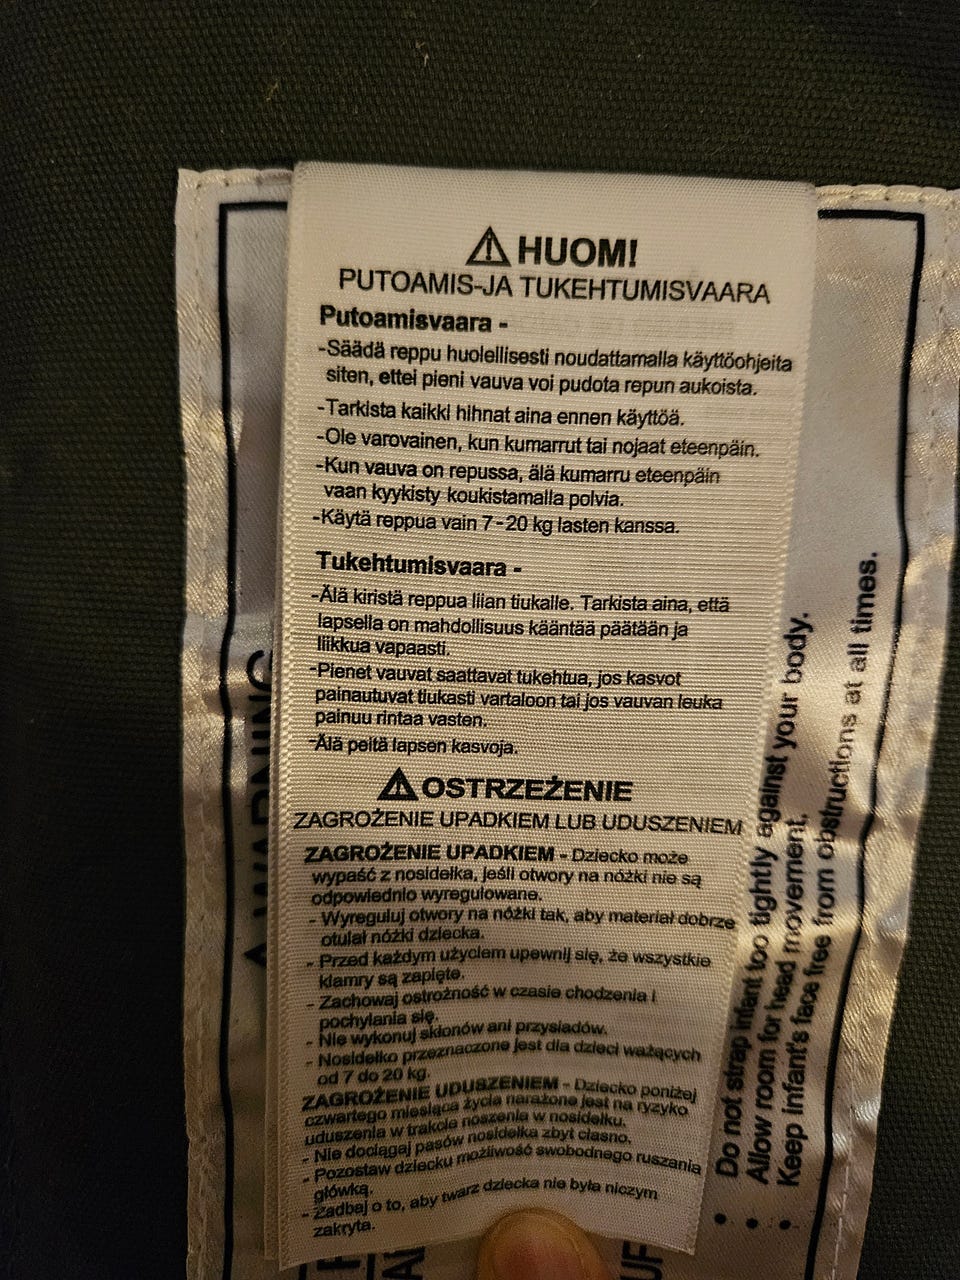 HUOMI
PUTOAMIS-JA TUKEHTUMISVAARA
Putoamisvaara -
-Säädä reppu huolellisesti noudattamalla käyttöohjeita
siten, ettei pieni vauva voi pudota repun aukoista.
-Tarkista kaikki hihnat aina ennen käyttöä.
-Ole varovainen, kun kumarrut tai nojaat eteenpäin.
-Kun vauva on repussa, älä kumarru eteenpäin
vaan kyykisty koukistamalla polvia.
-Käytä reppua vain 7-20 kg lasten kanssa.
Tukehtumisvaara -
-Älä kiristä reppua liian tiukalle. Tarkista aina, että
lapsella on mahdollisuus kääntää päätään ja
liikkua vapaasti.
-Pienet vauvat saattavat tukehtua, jos kasvot
painautuvat tiukasti vartaloon tai jos vauvan leuka
painuu rintaa vasten.
-Älä peitä lapsen kasvoja.
OSTRZEŻENIE
ZAGROŻENIE UPADKIEM LUB UDUSZENIEM
ZAGROŻENIE UPADKIEM - Dziecko może
wypaść z nosidełka, jeśli otwory na nóżki nie są
odpowiednio wyregulowane.
- Wyreguluj otwory na nóżki tak, aby materiał dobrze
otulał nóżki dziecka.
- Przed każdym użyciem upewnij się, że wszystkie
klamry są zapięte.
- Zachowaj ostrożność w czasie chodzenia i
pochylania się.
- Nie wykonuj skłonów ani przysiadów.
- Nosidełko przeznaczone jest dla dzieci ważących
od 7 do 20 kg.
ZAGROŻENIE UDUSZENIEM - Dziecko poniżej
czwartego miesiąca życia narażone jest na ryzyko
uduszenia w trakcie noszenia w nosidełku.
- Nie dociągaj pasów nosidełka zbyt ciasno.
- Pozostaw dziecku możliwość swobodnego ruszania
główką.
- Zadbaj o to, aby twarz dziecka nie była niczym
zakryta.
WARNING
• Do not strap infant too tightly against your body.
• Allow room for head movement.
• Keep infant's face free from obstructions at all times.